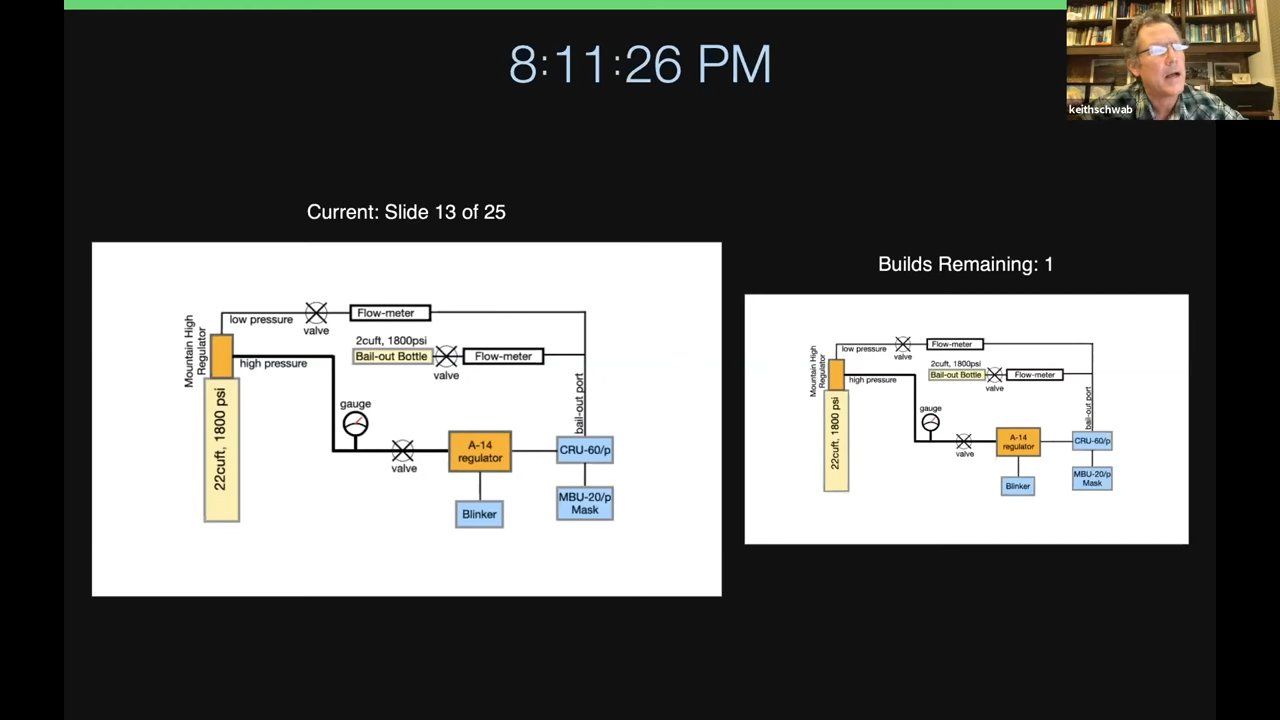 8:11:26 PM
keithschwab
Current: Slide 13 of 25
Mountain High
Regulator
low pressure
valve
Flow-meter
high pressure
2cuft, 1800psi
Bail-out Bottle
valve
Flow-meter
bail-out port
22cuft, 1800 psi
gauge
valve
A-14
regulator
CRU-60/p
Blinker
MBU-20/p
Mask
Builds Remaining: 1
Mountain High
Regulator
low pressure
valve
Flow-meter
high pressure
2cuft, 1800psi
Bail-out Bottle
valve
Flow-meter
bail-out port
22cuft, 1800 psi
gauge
valve
A-14
regulator
CRU-60/p
Blinker
MBU-20/p
Mask